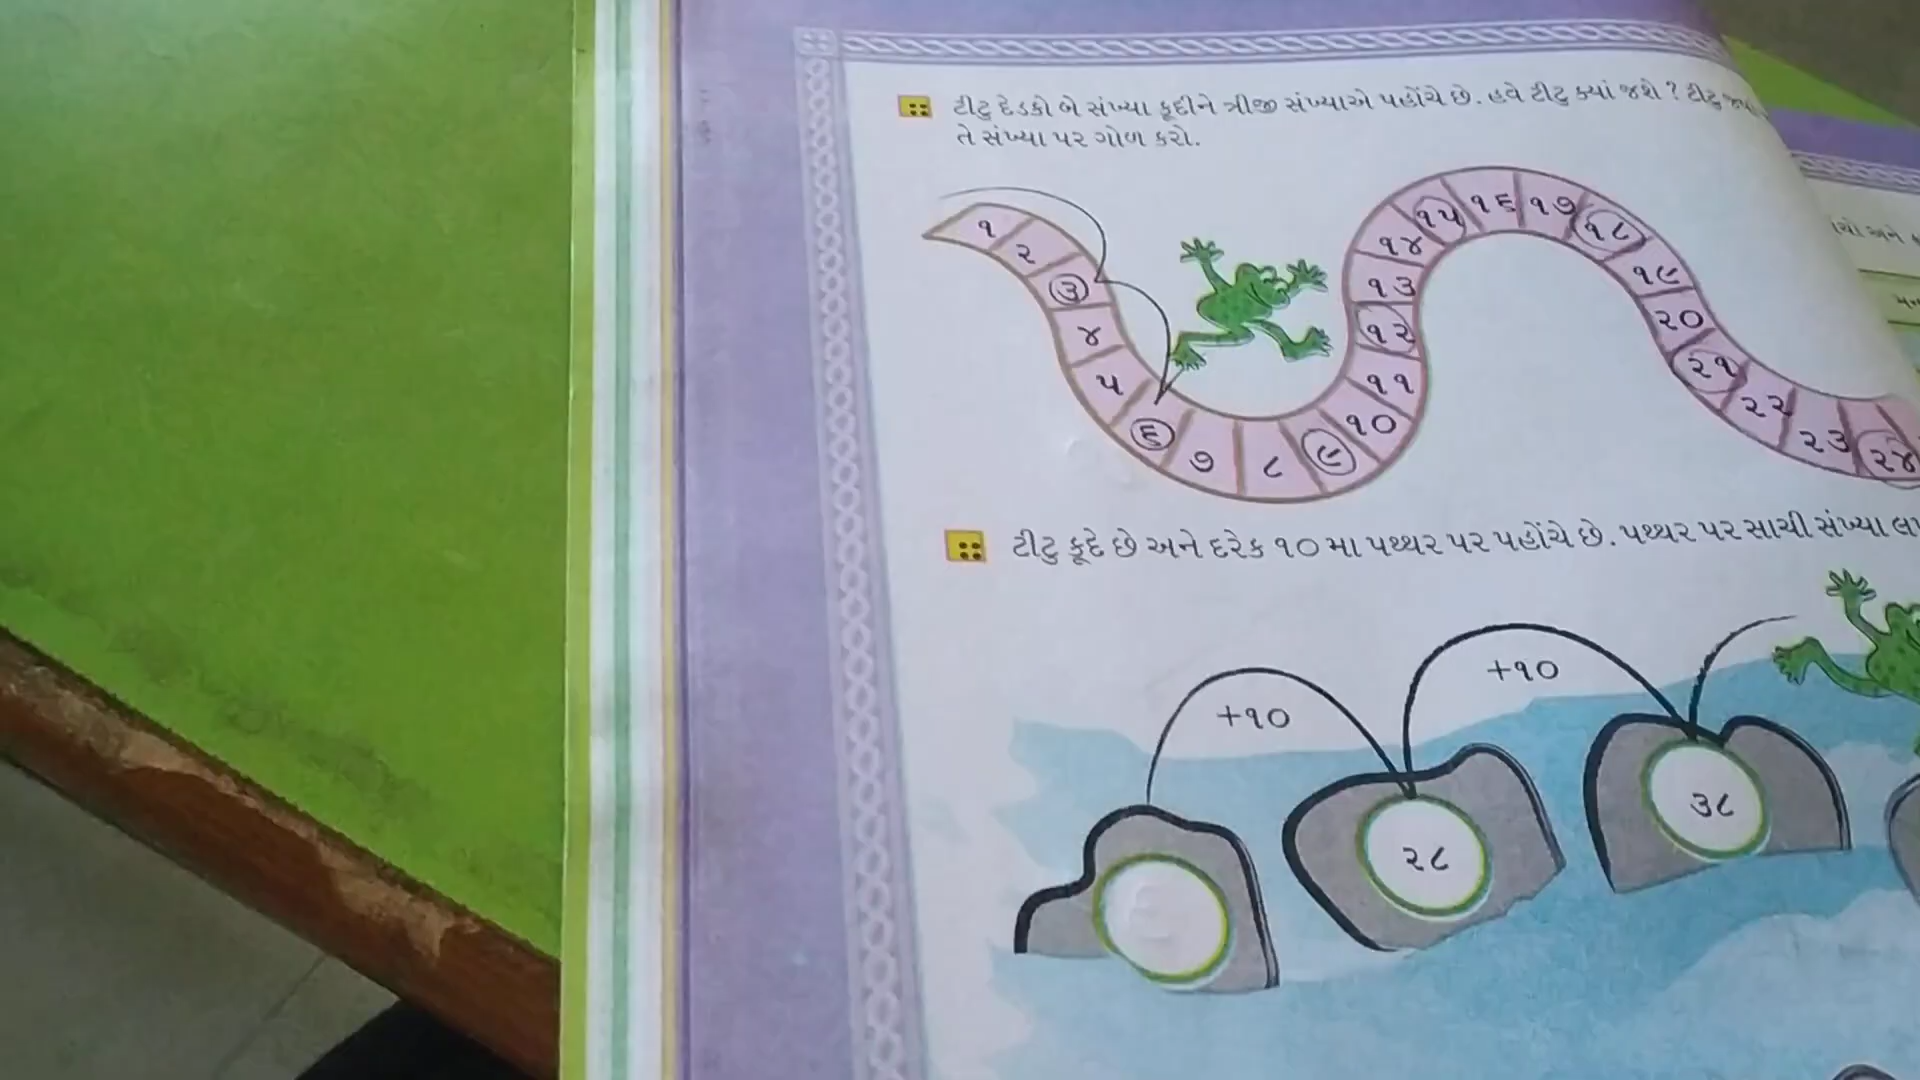 ટીટુ દેડકો બે સંખ્યા કૂદીને ત્રીજી સંખ્યાએ પહોંચે છે. હવે ટીટુ ક્યાં જશે ? ટીટુ
તે સંખ્યા પર ગોળ કરો.
૧ ૨ ૩ ૪ ૫ ૬ ૭ ૮ ૯ ૧૦ ૧૧ ૧૨ ૧૩ ૧૪ ૧૫ ૧૬ ૧૭ ૧૮ ૧૯ ૨૦ ૨૧ ૨૨ ૨૩ ૨૪
ટીટુ કૂદે છે અને દરેક ૧૦ મા પથ્થર પર પહોંચે છે. પથ્થર પર સાચી સંખ્યા
+૧૦ +૧૦
૨૮ ૩૮